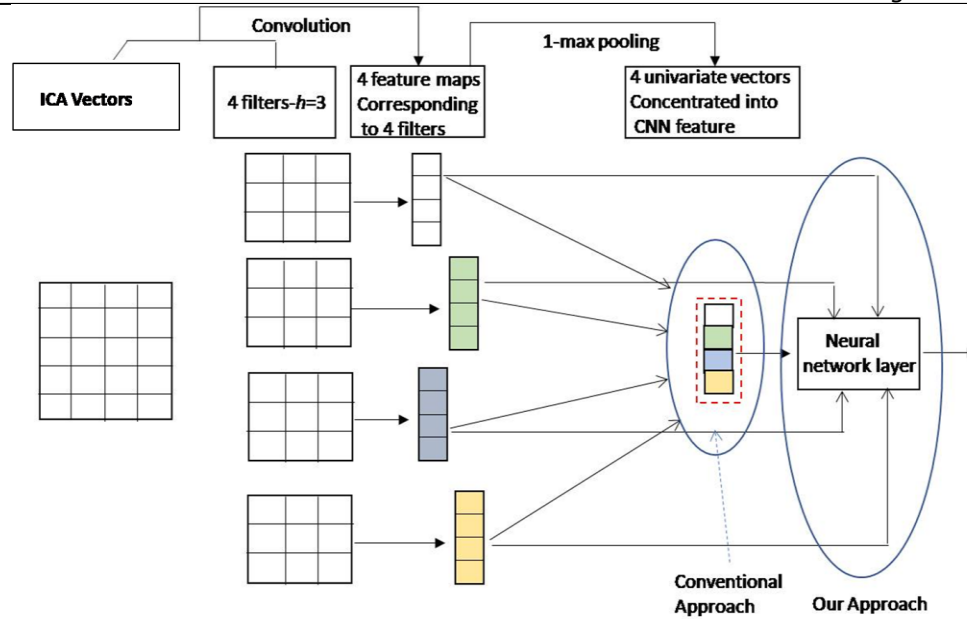 Convolution
1-max pooling
ICA Vectors
4 filters-h=3
4 feature maps
Corresponding
to 4 filters
4 univariate vectors
Concentrated into
CNN feature
Neural
network layer
Conventional
Approach
Our Approach